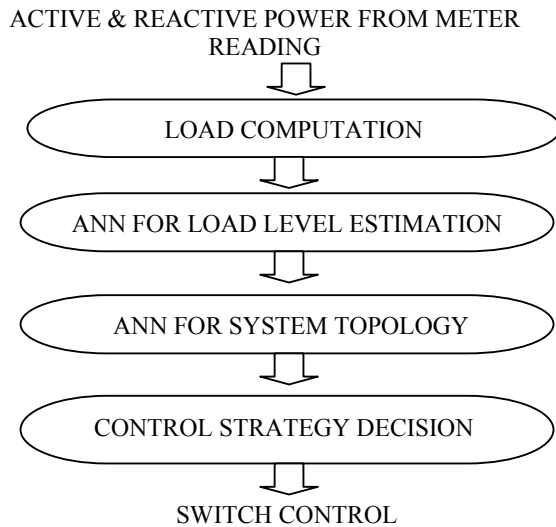 ACTIVE & REACTIVE POWER FROM METER
READING
LOAD COMPUTATION
ANN FOR LOAD LEVEL ESTIMATION
ANN FOR SYSTEM TOPOLOGY
CONTROL STRATEGY DECISION
SWITCH CONTROL